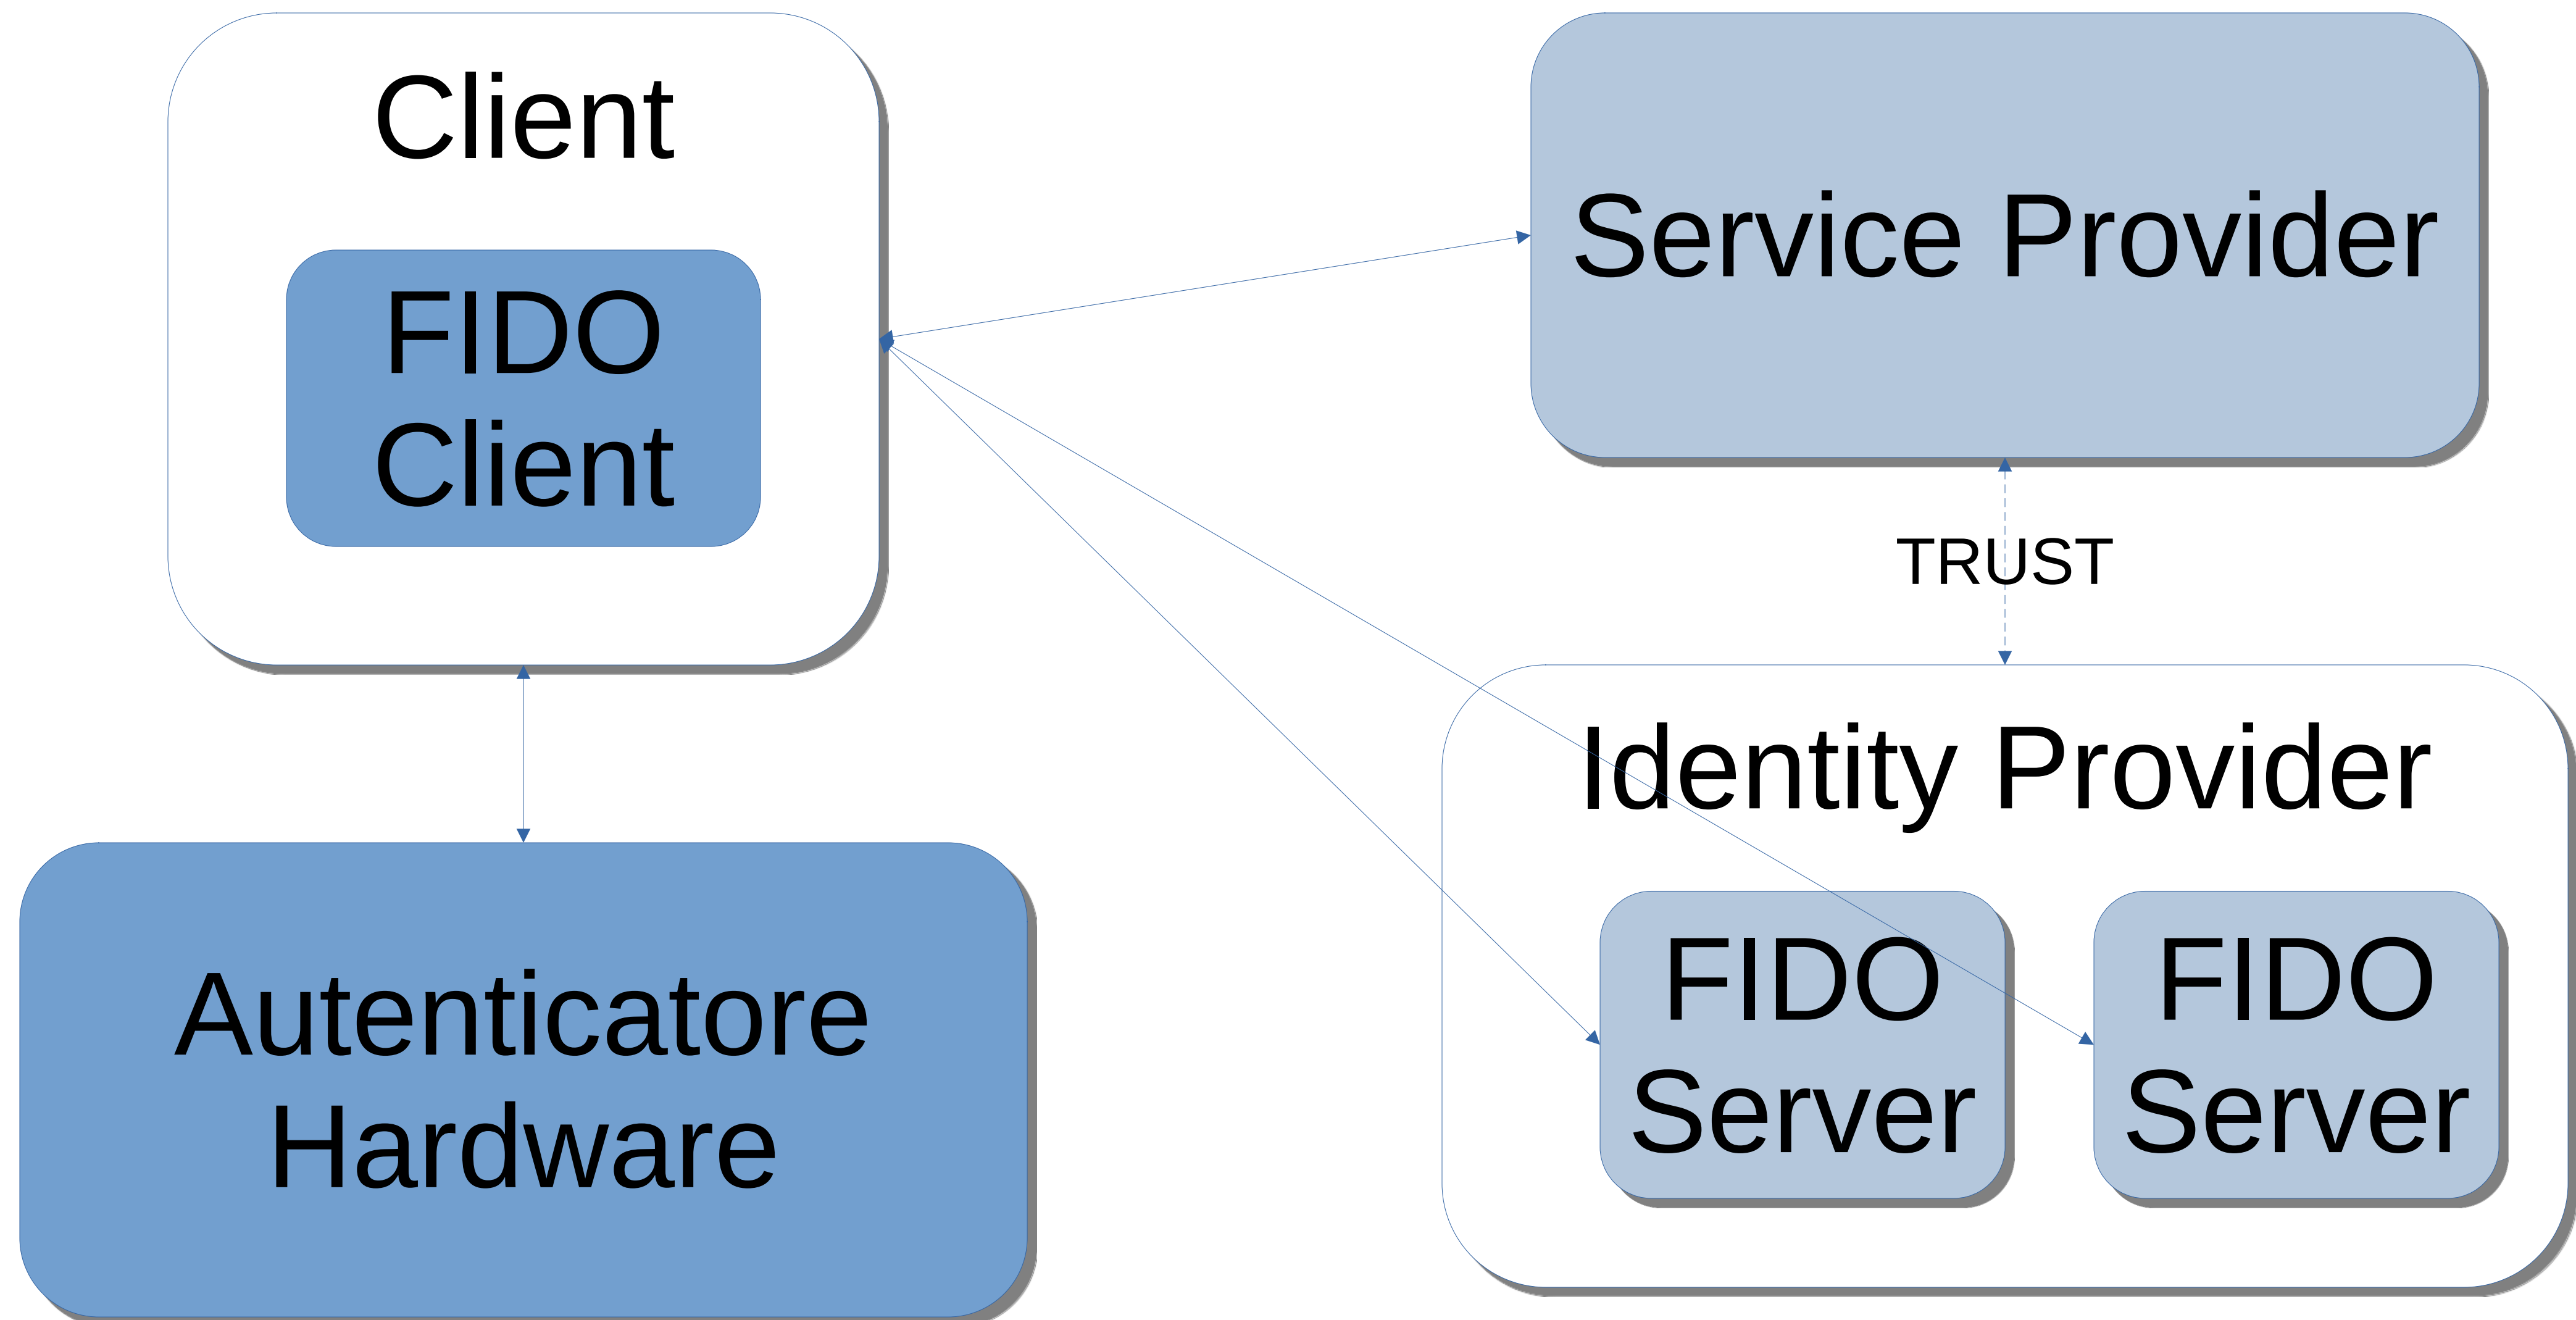 Client
FIDO
Client
Service Provider
TRUST
Identity Provider
FIDO
Server
FIDO
Server
Autenticatore
Hardware